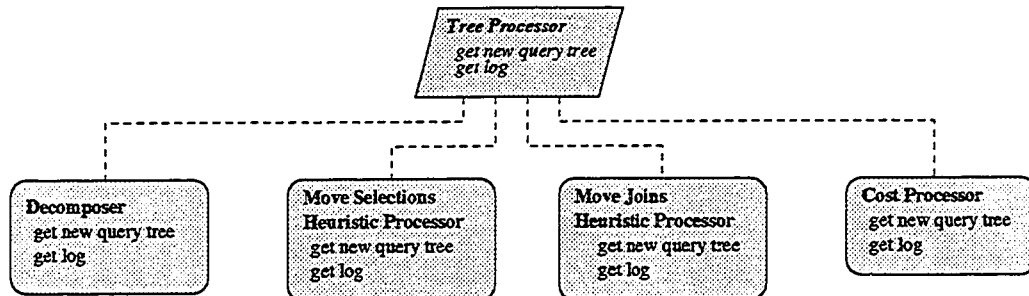 Tree Processor
get new query tree
get log
Decomposer
get new query tree
get log
Move Selections
Heuristic Processor
get new query tree
get log
Move Joins
Heuristic Processor
get new query tree
get log
Cost Processor
get new query tree
get log